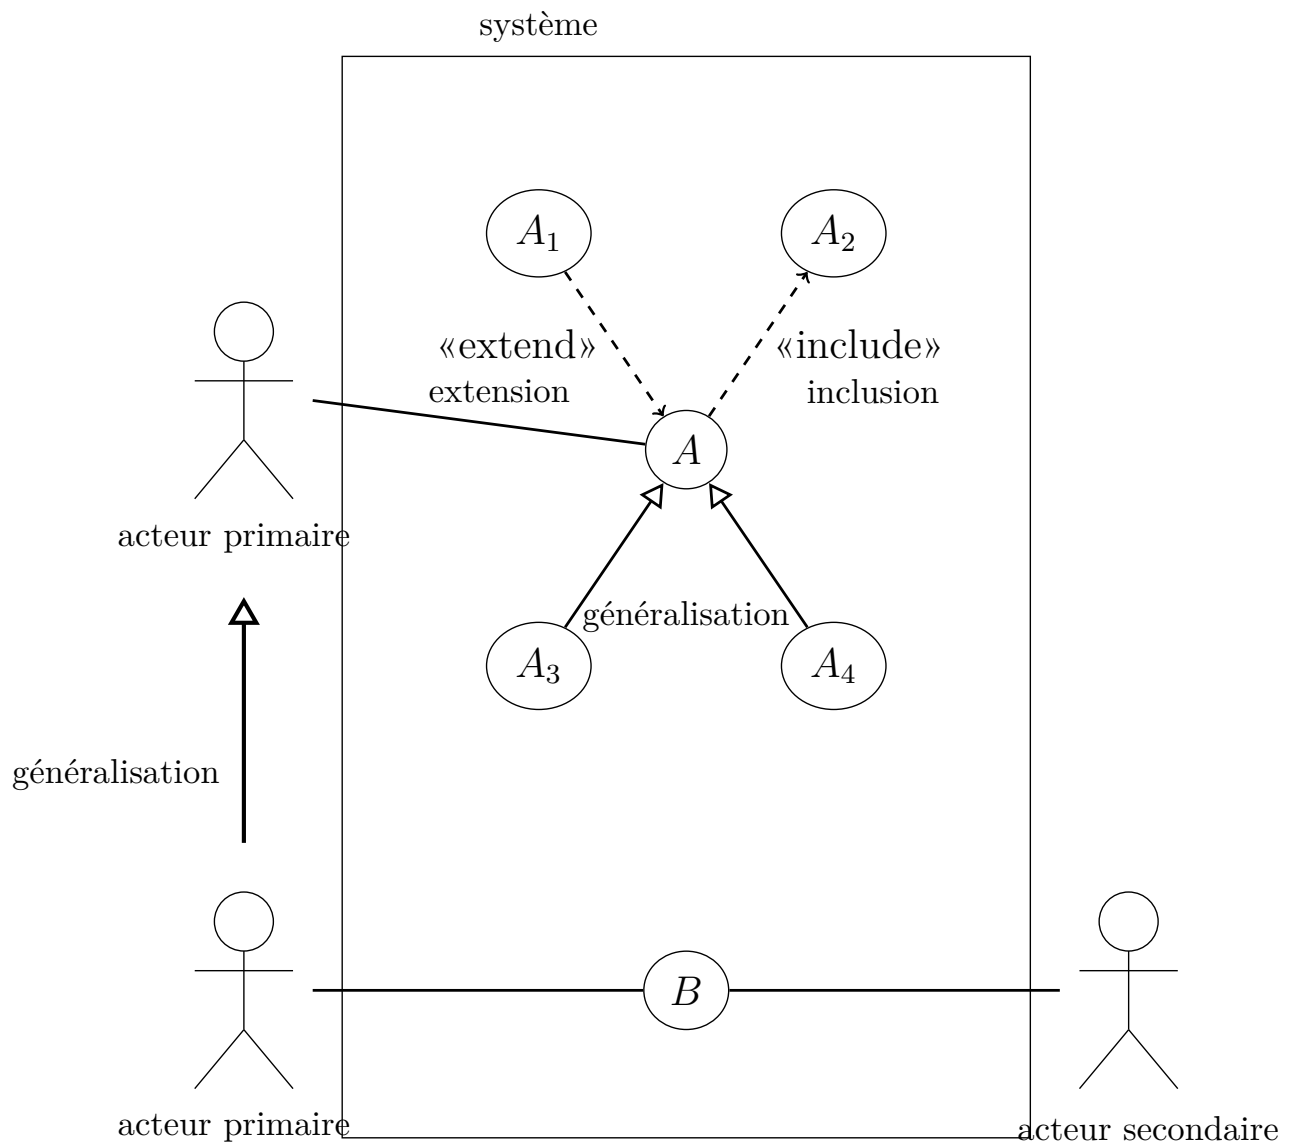 système
A₁
A₂
«extend»
«include»
extension
inclusion
A
acteur primaire
généralisation
A₃
A₄
généralisation
B
acteur primaire
acteur secondaire